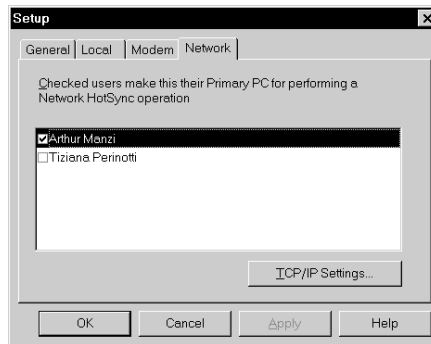 Setup
General Local Modem Network
Checked users make this their Primary PC for performing a
Network HotSync operation
Arthur Manzi
Tiziana Perinotti
TCP/IP Settings...
OK Cancel Apply Help